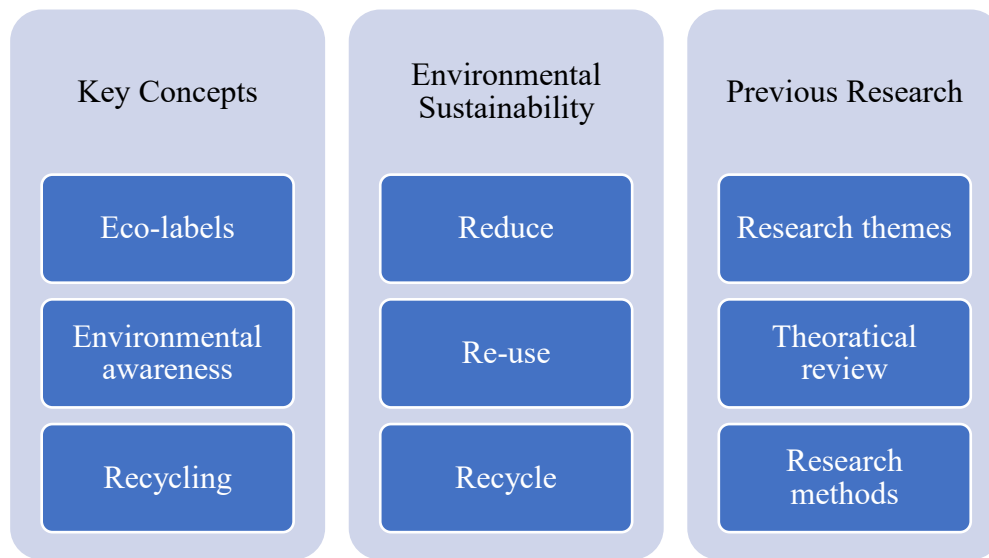 Key Concepts
Eco-labels
Environmental
awareness
Recycling
Environmental
Sustainability
Reduce
Re-use
Recycle
Previous Research
Research themes
Theoratical
review
Research
methods